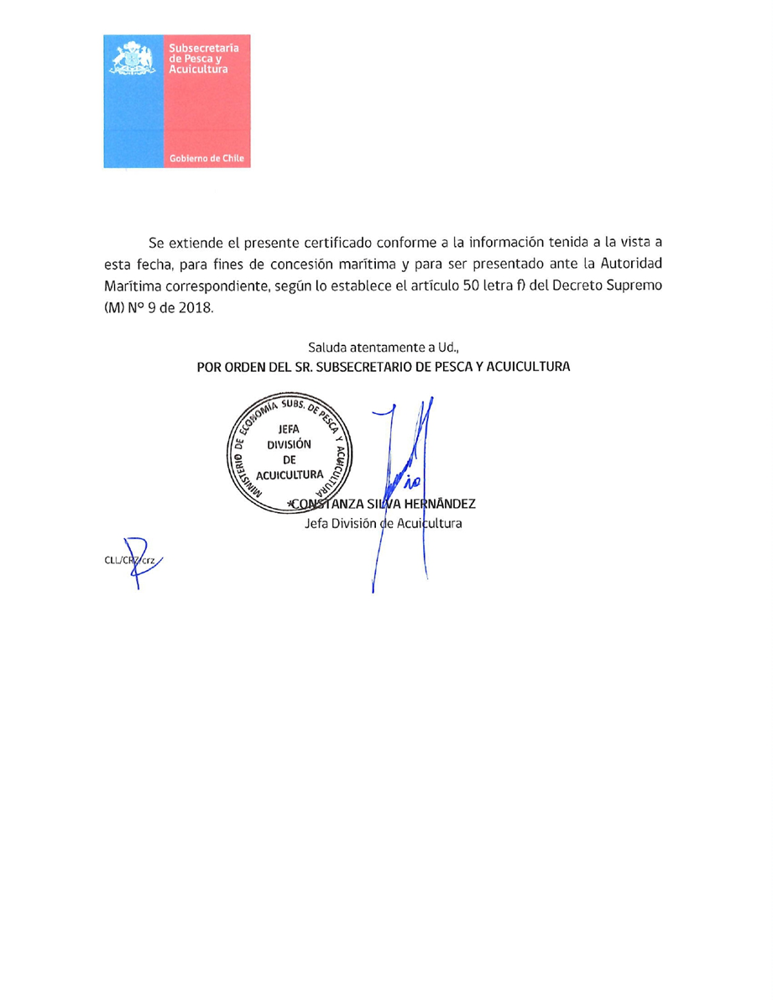 Subsecretaría
de Pesca y
Acuicultura
Gobierno de Chile
Se extiende el presente certificado conforme a la información tenida a la vista a
esta fecha, para fines de concesión marítima y para ser presentado ante la Autoridad
Marítima correspondiente, según lo establece el artículo 50 letra f) del Decreto Supremo
(M) Nº 9 de 2018.
Saluda atentamente a Ud.,
POR ORDEN DEL SR. SUBSECRETARIO DE PESCA Y ACUICULTURA
MINISTERIO DE ECONOMÍA SUBS. DE PESCA Y ACUICULTURA
JEFA
DIVISIÓN
DE
ACUICULTURA
*CONSTANZA SILVA HERNÁNDEZ
Jefa División de Acuicultura
CLL/CRZ/crz